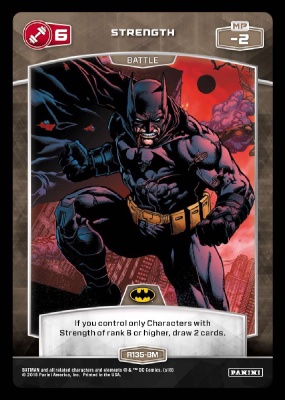 6
STRENGTH
MP
-2
BATTLE
If you control only Characters with
Strength of rank 6 or higher, draw 2 cards.
A135-BM
BATMAN and all related characters and elements © & ™ DC Comics. (s19)
© 2019 Panini America, Inc. Printed in the USA.
PANINI